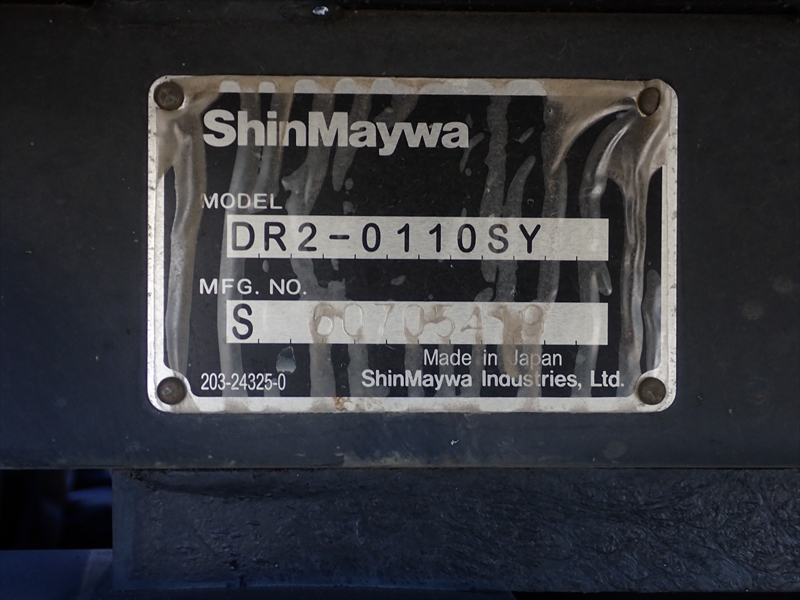 ShinMaywa
MODEL
DR2-0110SY
MFG. NO.
S
Made in Japan
203-24325-0
ShinMaywa Industries, Ltd.